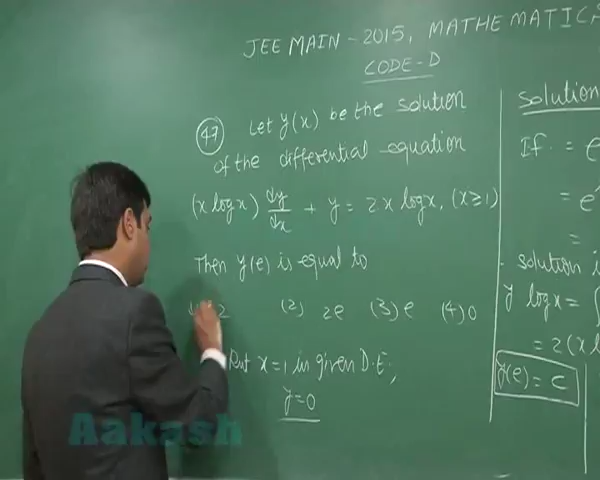 JEE MAIN - 2015, MATHEMATICS
CODE-D
(47) Let y(x) be the solution
of the differential equation
(x log x) dy/dx + y = 2x log x, (x ≥ 1)
Then y(e) is equal to
2 (2) 2e (3) e (4) 0
Put x = 1 in given D.E.,
y = 0
Solution
I.f. = e
= e
=
solution i
y log x = ∫
= 2(x l
y(e) = c
Aakash